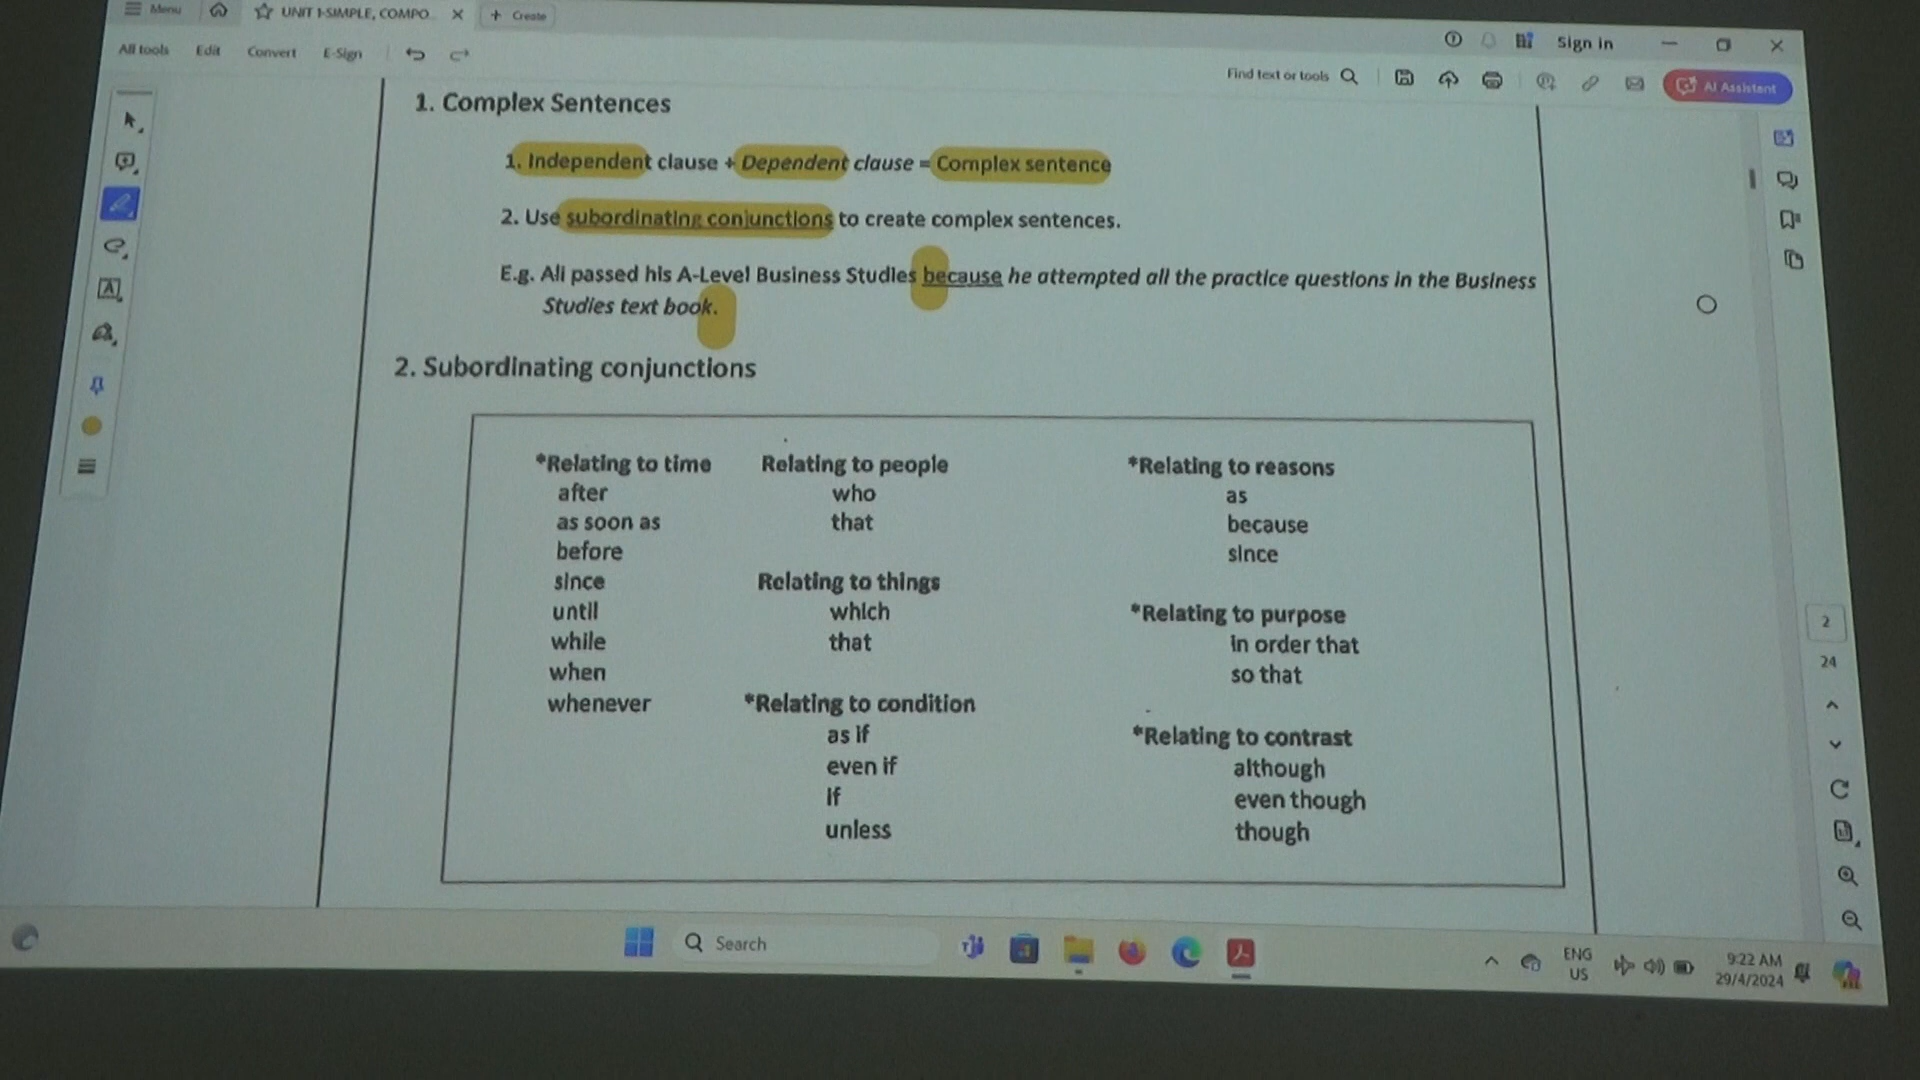 Menu
UNIT 1-SIMPLE, COMPO...
+ Create
All tools Edit Convert E-Sign
Sign in
Find text or tools
AI Assistant
1. Complex Sentences
1. Independent clause + Dependent clause = Complex sentence
2. Use subordinating conjunctions to create complex sentences.
E.g. Ali passed his A-Level Business Studies because he attempted all the practice questions in the Business
Studies text book.
2. Subordinating conjunctions
*Relating to time
after
as soon as
before
since
until
while
when
whenever
Relating to people
who
that
Relating to things
which
that
*Relating to condition
as if
even if
if
unless
*Relating to reasons
as
because
since
*Relating to purpose
in order that
so that
*Relating to contrast
although
even though
though
2
24
Search
ENG
US
9:22 AM
29/4/2024